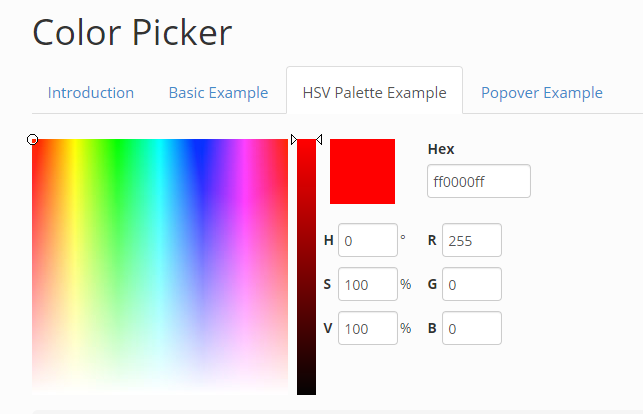 Color Picker
Introduction Basic Example HSV Palette Example Popover Example
Hex
ff0000ff
H 0 ° R 255
S 100 % G 0
V 100 % B 0